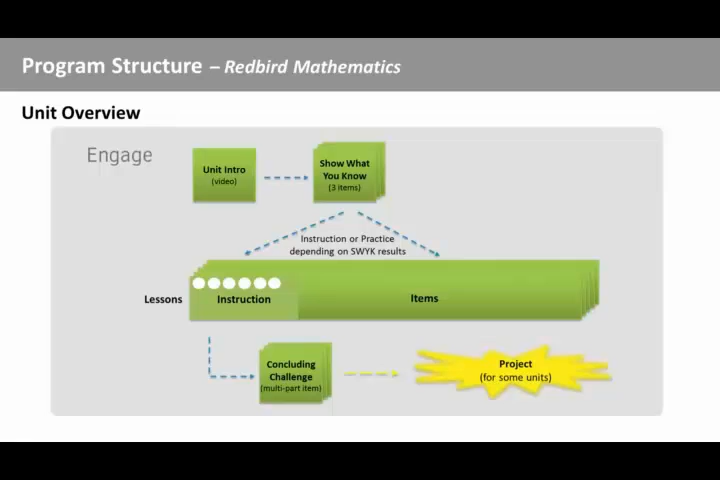 Program Structure – Redbird Mathematics
Unit Overview
Engage
Unit Intro
(video)
Show What
You Know
(3 items)
Instruction or Practice
depending on SWYK results
Lessons
Instruction
Items
Concluding
Challenge
(multi-part item)
Project
(for some units)